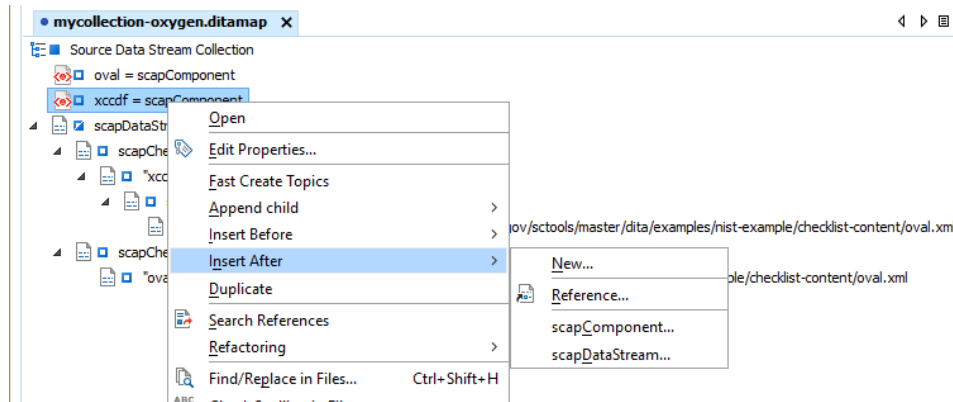 mycollection-oxygen.ditamap
Source Data Stream Collection
oval = scapComponent
xccdf = scapComponent
scapDataStr
Open
scapChe
Edit Properties...
"xcc
Fast Create Topics
Append child
Insert Before
ov/sctools/master/dita/examples/nist-example/checklist-content/oval.xm
scapChe
Insert After
New...
"ova
Duplicate
ple/checklist-content/oval.xml
Reference...
Search References
scapComponent...
Refactoring
scapDataStream...
Find/Replace in Files... Ctrl+Shift+H